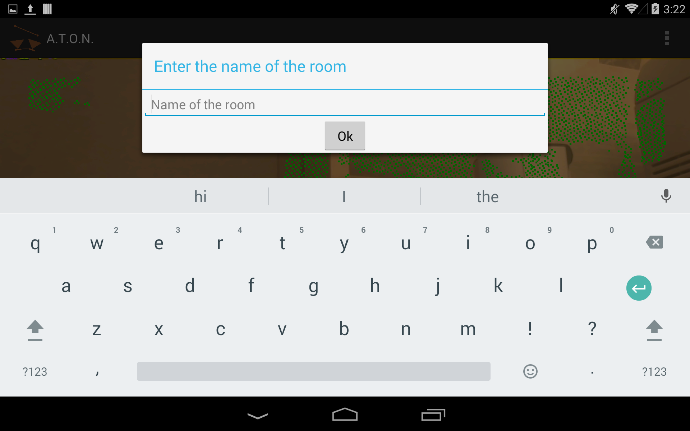 3:22
A.T.O.N.
Enter the name of the room
Name of the room
Ok
hi I the
q 1 w 2 e 3 r 4 t 5 y 6 u 7 i 8 o 9 p 0
a s d f g h j k l
z x c v b n m ! ?
?123 , . ?123